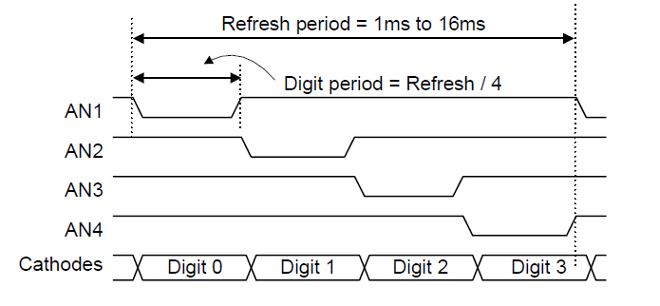 Refresh period = 1ms to 16ms
Digit period = Refresh / 4
AN1
AN2
AN3
AN4
Cathodes Digit 0 Digit 1 Digit 2 Digit 3